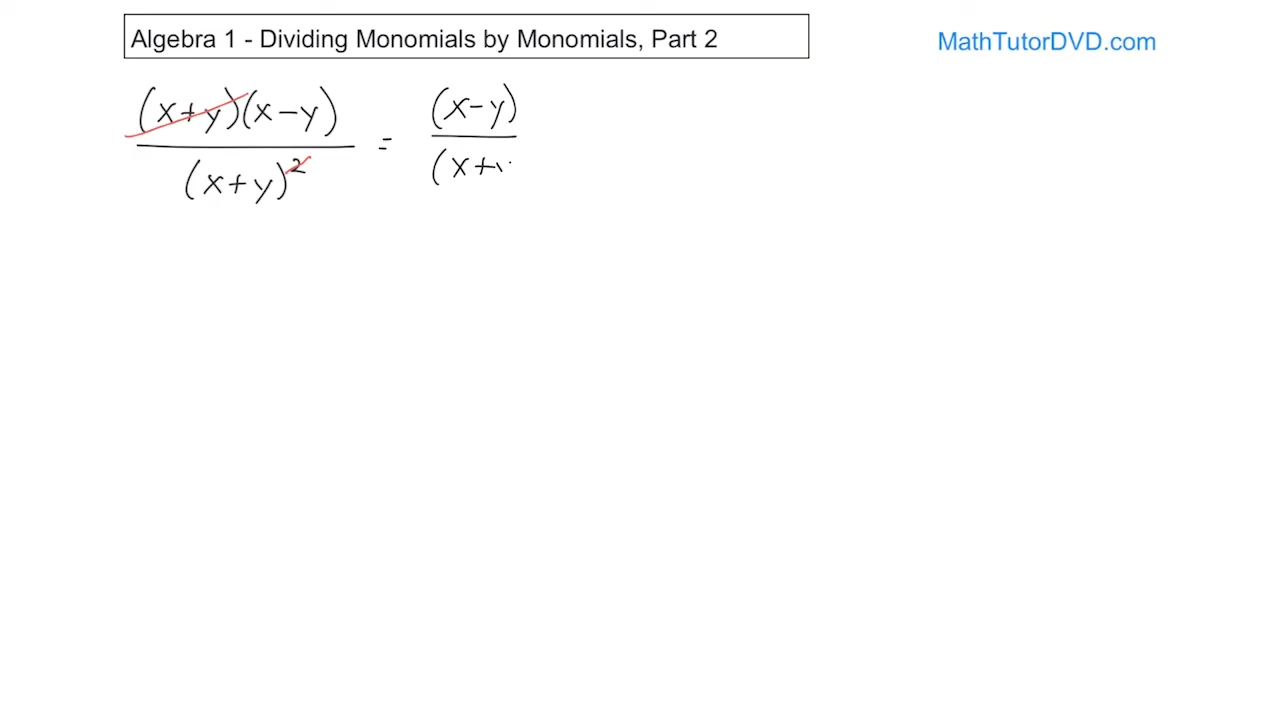 Algebra 1 - Dividing Monomials by Monomials, Part 2
MathTutorDVD.com
(x+y)(x-y) (x-y)
=
(x+y)2 (x+